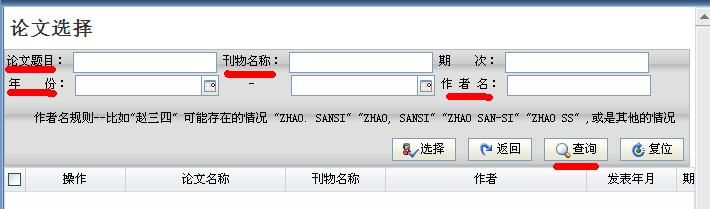 论文选择
论文题目： 刊物名称： 期 次：
年 份： - 作 者 名：
作者名规则--比如“赵三四”可能存在的情况 “ZHAO. SANSI” “ZHAO, SANSI” “ZHAO SAN-SI” “ZHAO SS” ,或是其他的情况
选择 返回 查询 复位
操作 论文名称 刊物名称 作者 发表年月 期